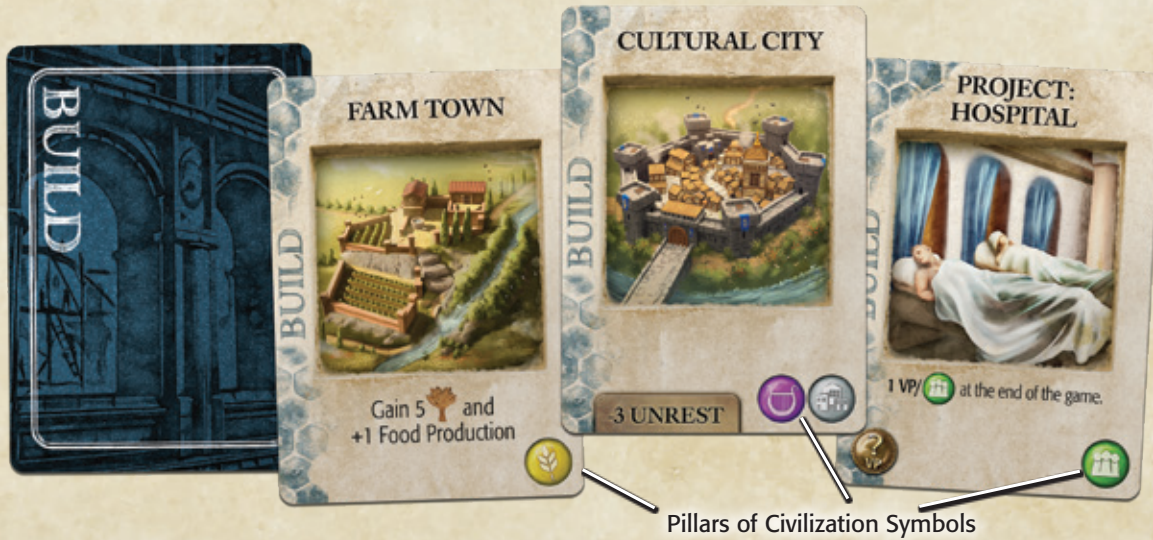 BUILD
BUILD
FARM TOWN
Gain 5 and
+1 Food Production
BUILD
CULTURAL CITY
-3 UNREST
BUILD
PROJECT:
HOSPITAL
1 VP/ at the end of the game.
?
VP
Pillars of Civilization Symbols